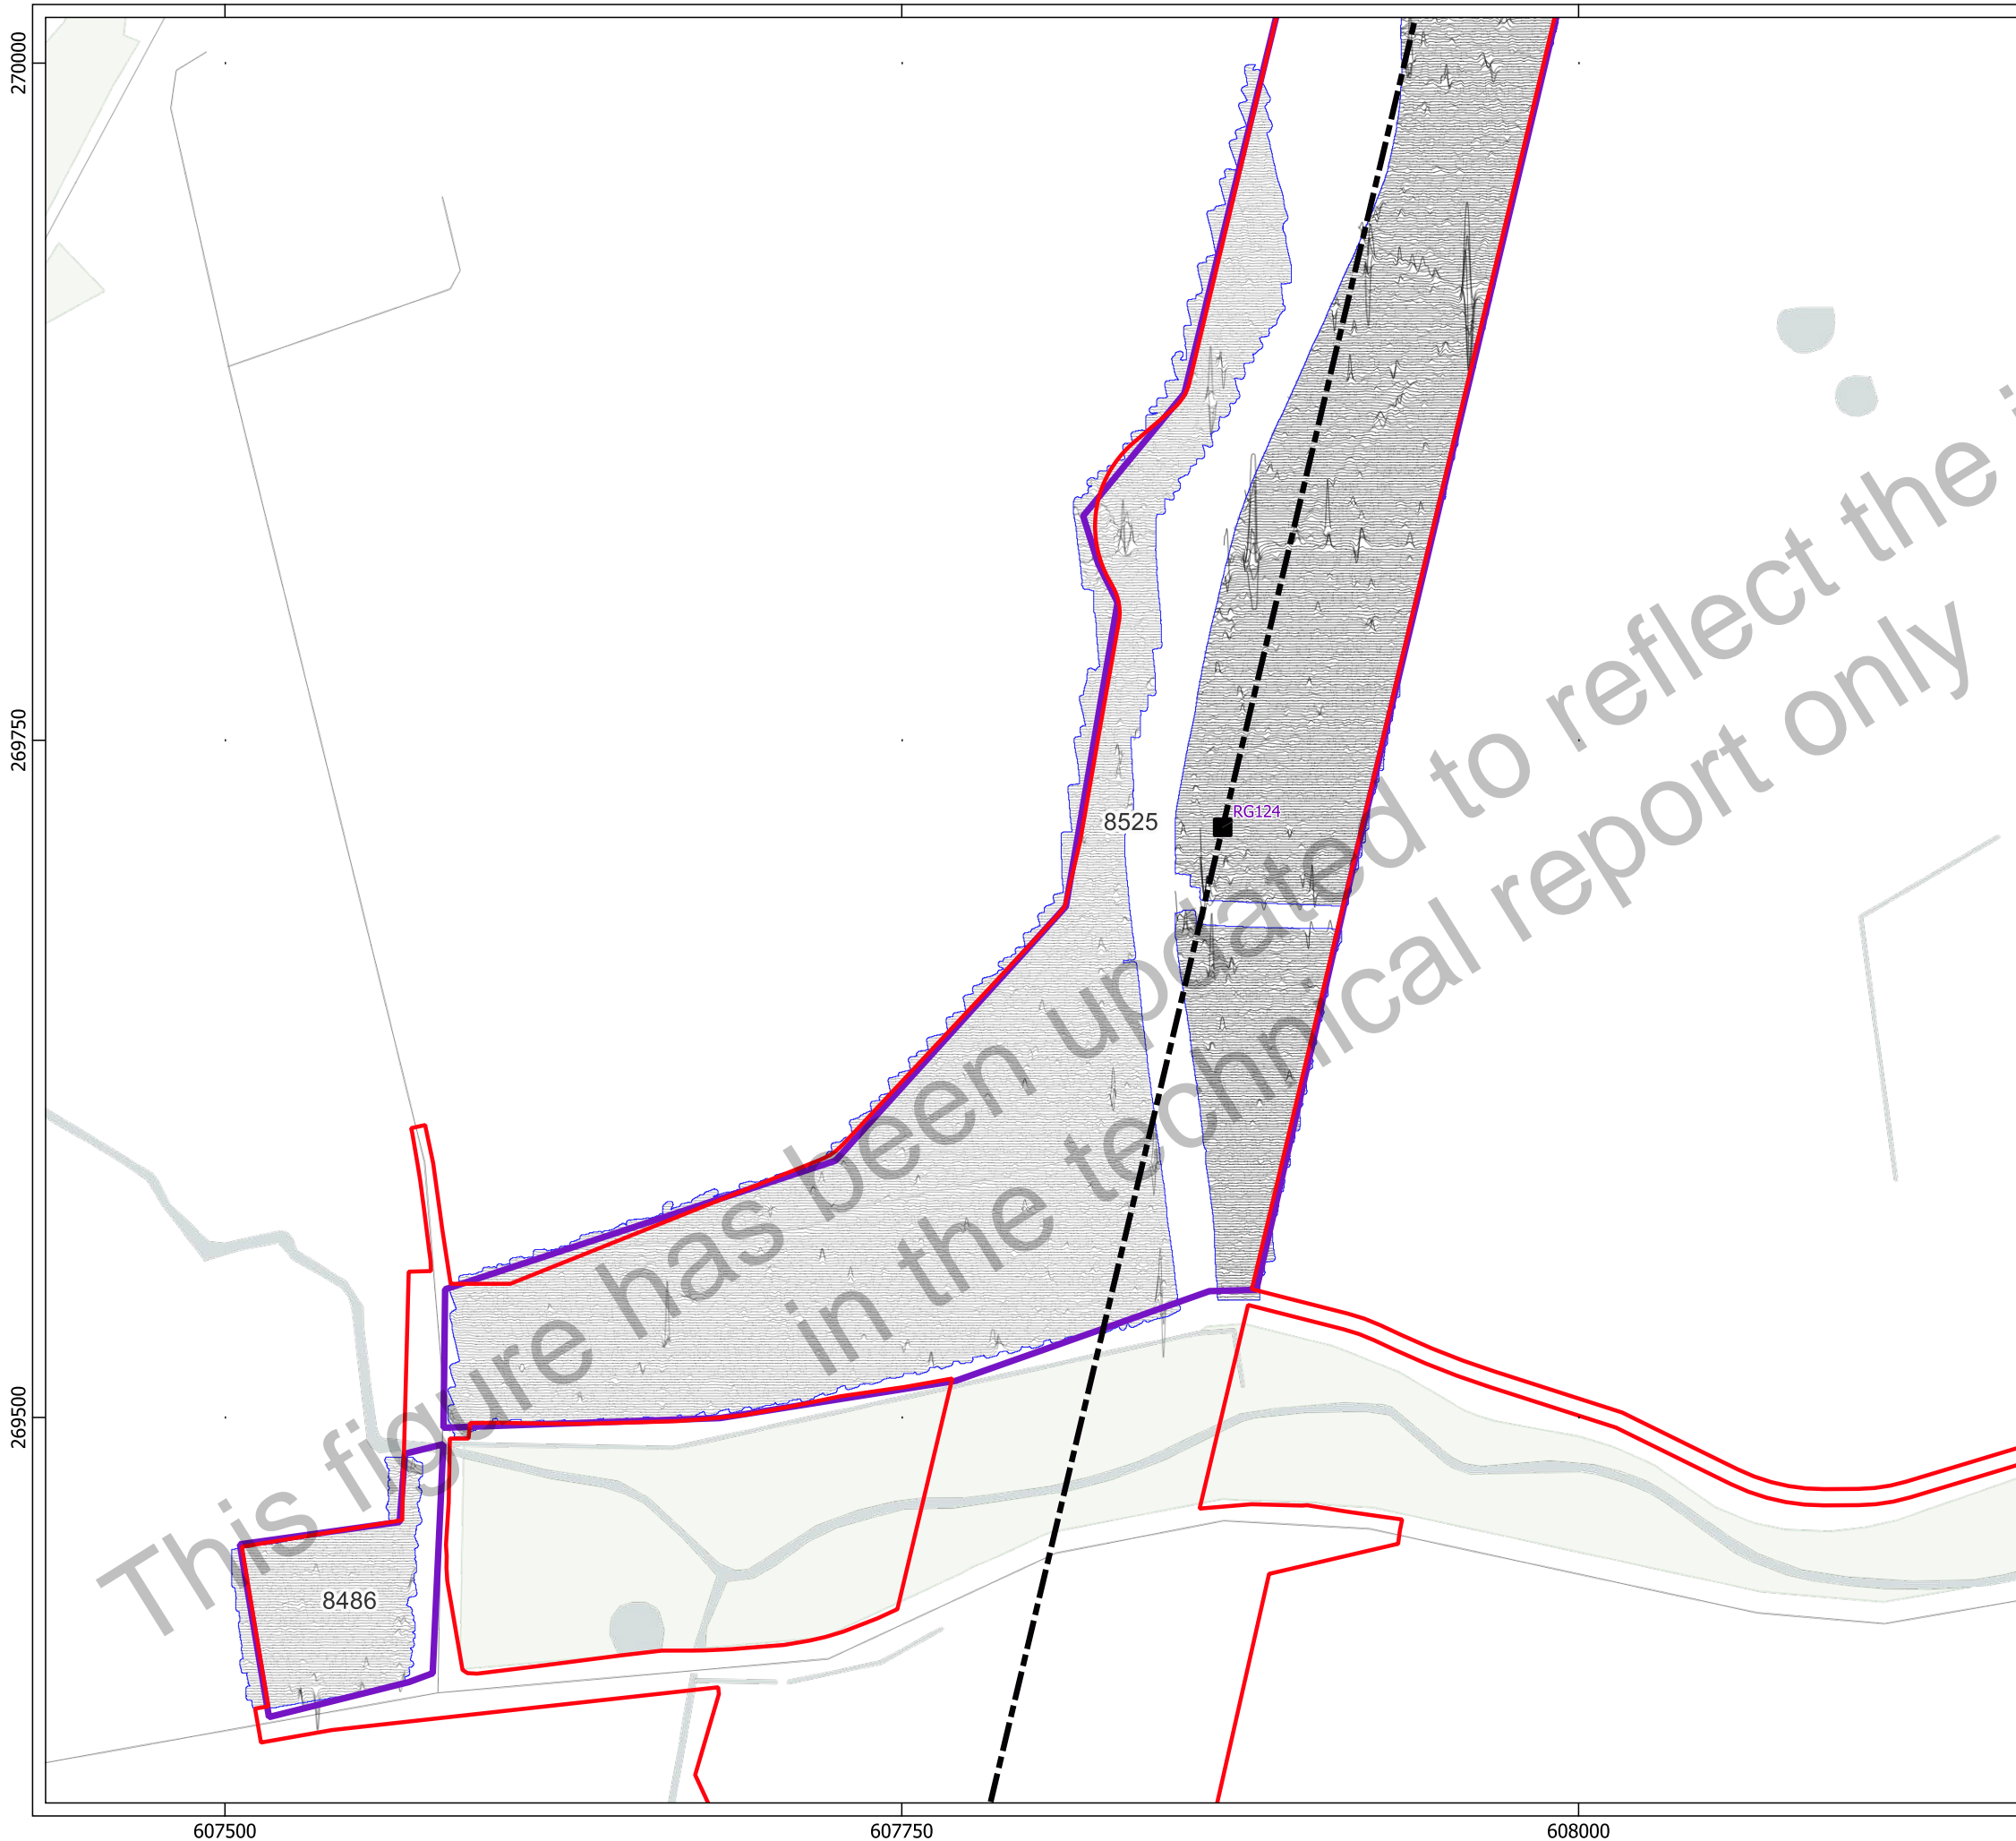 270000
269750
269500
607500
607750
608000
RG124
8525
8486
This figure has been updated to reflect the
in the technical report only